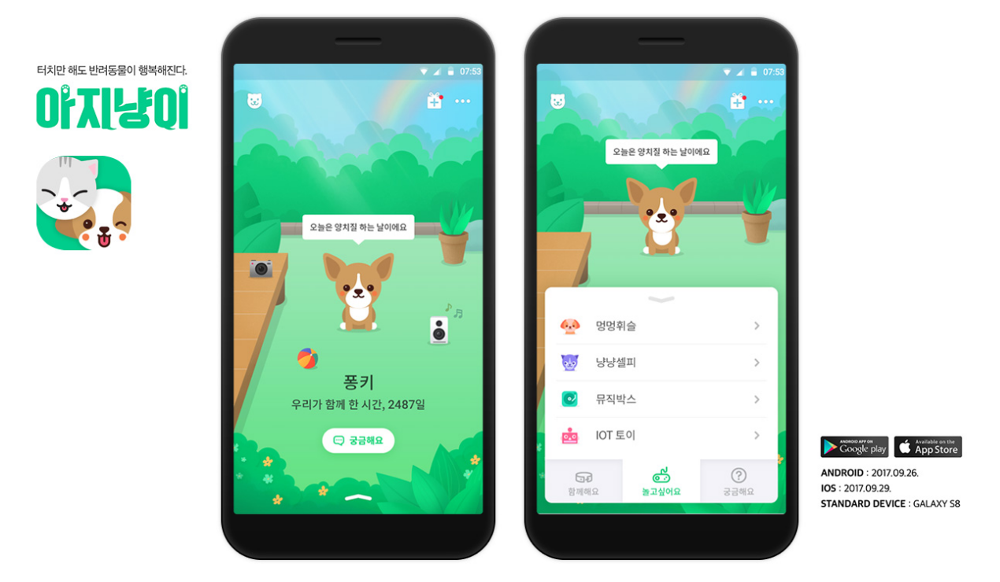 터치만 해도 반려동물이 행복해진다.
아지냥이
07:53
오늘은 양치질 하는 날이에요
퐁키
우리가 함께 한 시간, 2487일
궁금해요
07:53
오늘은 양치질 하는 날이에요
멍멍휘슬
냥냥셀피
뮤직박스
IOT 토이
함께해요
놀고싶어요
궁금해요
ANDROID APP ON
Google play
Available on the
App Store
ANDROID : 2017.09.26.
IOS : 2017.09.29.
STANDARD DEVICE : GALAXY S8